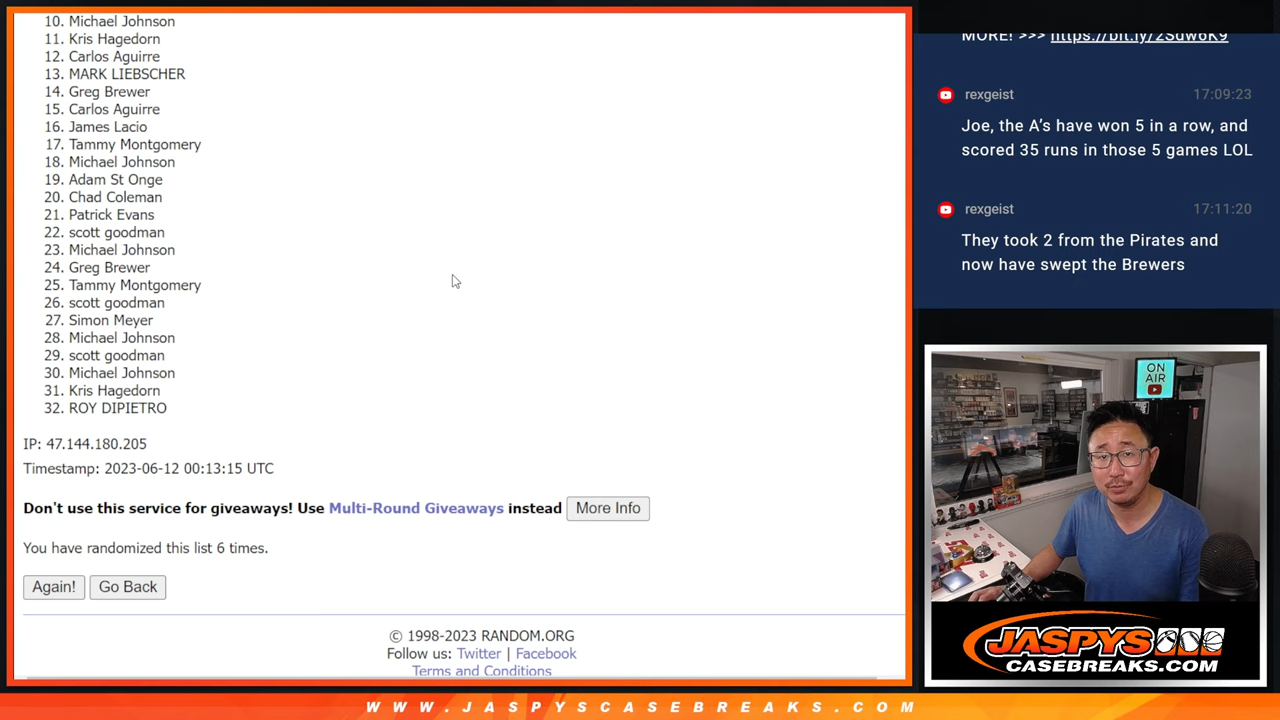 10. Michael Johnson
11. Kris Hagedorn
12. Carlos Aguirre
13. MARK LIEBSCHER
14. Greg Brewer
15. Carlos Aguirre
16. James Lacio
17. Tammy Montgomery
18. Michael Johnson
19. Adam St Onge
20. Chad Coleman
21. Patrick Evans
22. scott goodman
23. Michael Johnson
24. Greg Brewer
25. Tammy Montgomery
26. scott goodman
27. Simon Meyer
28. Michael Johnson
29. scott goodman
30. Michael Johnson
31. Kris Hagedorn
32. ROY DIPIETRO
IP: 47.144.180.205
Timestamp: 2023-06-12 00:13:15 UTC
Don't use this service for giveaways! Use Multi-Round Giveaways instead More Info
You have randomized this list 6 times.
Again! Go Back
© 1998-2023 RANDOM.ORG
Follow us: Twitter | Facebook
Terms and Conditions
MORE! >>> https://bit.ly/2Sdw6K9
rexgeist 17:09:23
Joe, the A's have won 5 in a row, and
scored 35 runs in those 5 games LOL
rexgeist 17:11:20
They took 2 from the Pirates and
now have swept the Brewers
ON
AIR
JASPYS
CASEBREAKS.COM
WWW.JASPYSCASEBREAKS.COM